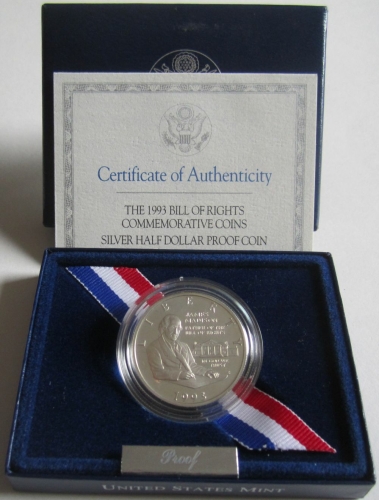 Certificate of Authenticity
THE 1993 BILL OF RIGHTS
COMMEMORATIVE COINS
SILVER HALF DOLLAR PROOF COIN
LIBERTY
JAMES
MADISON
FATHER OF THE
BILL OF RIGHTS
1993
Proof
UNITED STATES MINT